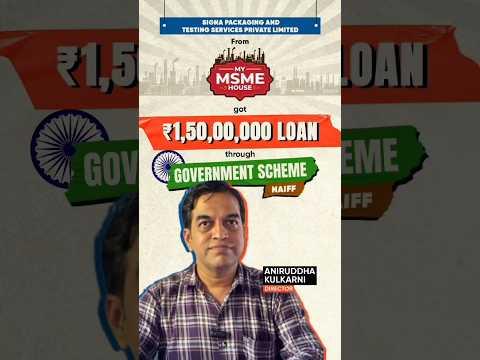 SIGNA PACKAGING AND
TESTING SERVICES PRIVATE LIMITED
From
MY
MSME
HOUSE
got
₹1,50,00,000 LOAN
through
GOVERNMENT SCHEME
NAIFF
ANIRUDDHA
KULKARNI
DIRECTOR